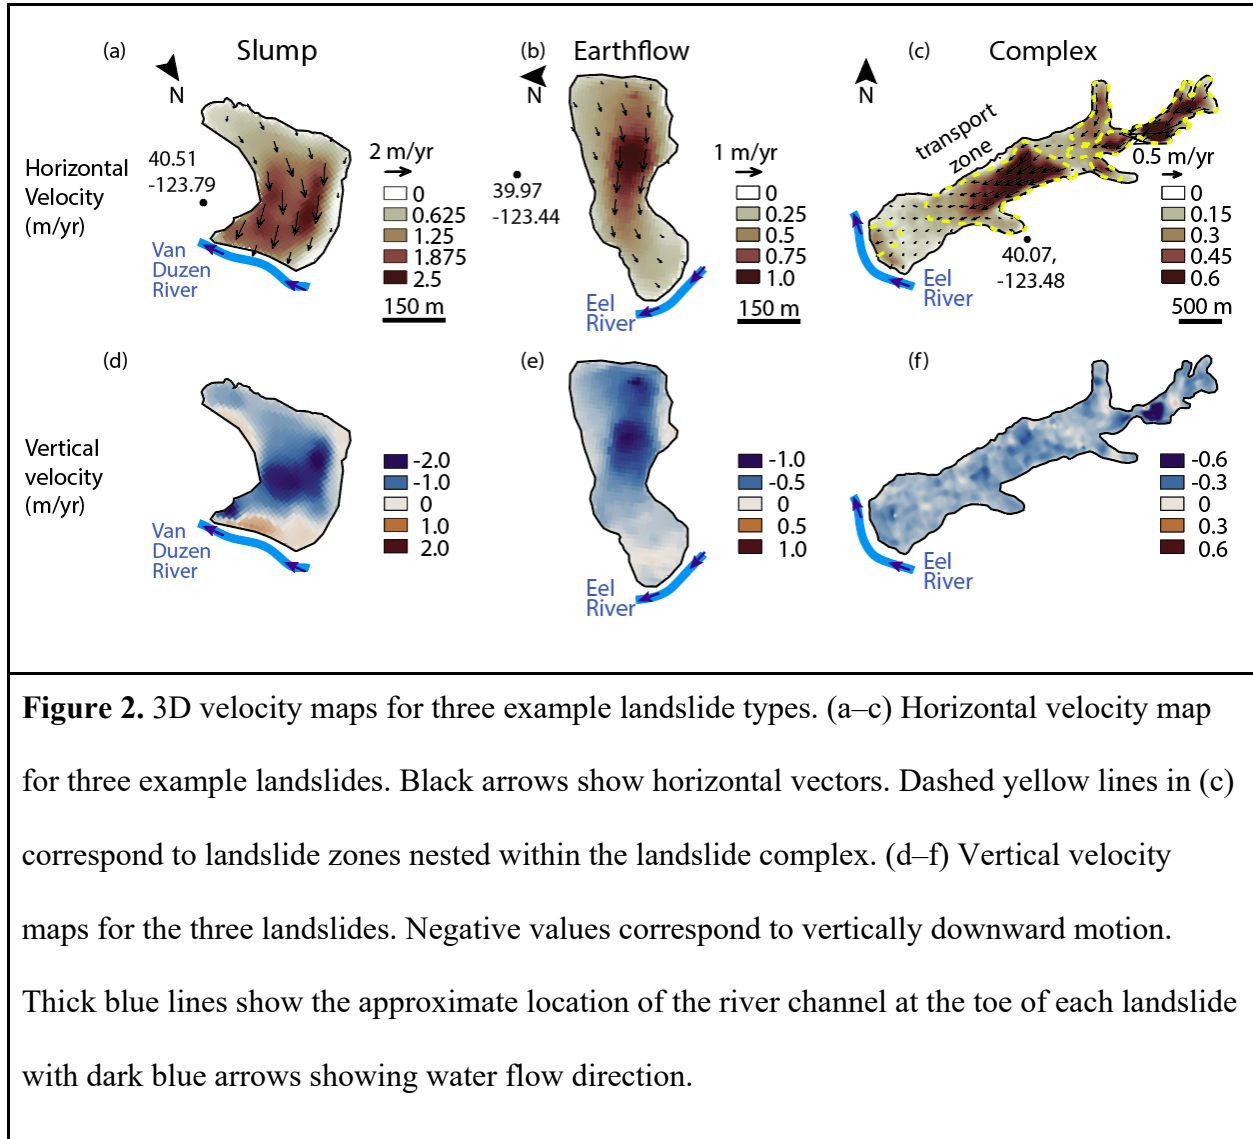 (a)
Slump
(b)
Earthflow
(c)
Complex
N
N
N
Horizontal
Velocity
(m/yr)
40.51
-123.79
Van
Duzen
River
2 m/yr
0
0.625
1.25
1.875
2.5
150 m
39.97
-123.44
Eel
River
1 m/yr
0
0.25
0.5
0.75
1.0
150 m
transport
zone
40.07,
-123.48
Eel
River
0.5 m/yr
0
0.15
0.3
0.45
0.6
500 m
(d)
(e)
(f)
Vertical
velocity
(m/yr)
Van
Duzen
River
-2.0
-1.0
0
1.0
2.0
Eel
River
-1.0
-0.5
0
0.5
1.0
Eel
River
-0.6
-0.3
0
0.3
0.6
Figure 2. 3D velocity maps for three example landslide types. (a–c) Horizontal velocity map
for three example landslides. Black arrows show horizontal vectors. Dashed yellow lines in (c)
correspond to landslide zones nested within the landslide complex. (d–f) Vertical velocity
maps for the three landslides. Negative values correspond to vertically downward motion.
Thick blue lines show the approximate location of the river channel at the toe of each landslide
with dark blue arrows showing water flow direction.